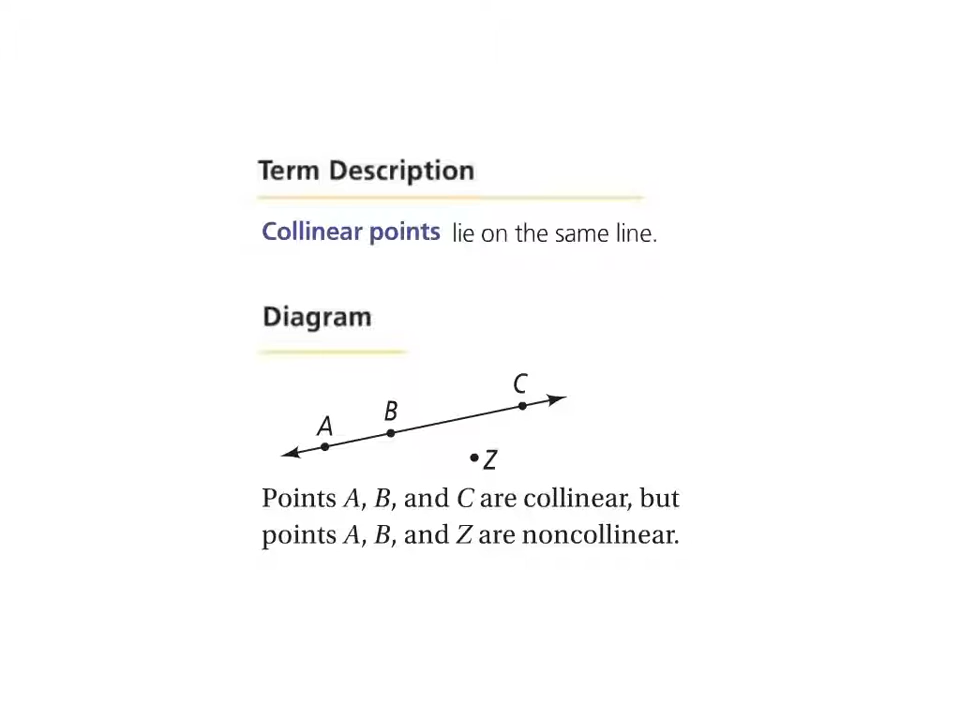 Term Description
Collinear points lie on the same line.
Diagram
C
B
A
Z
Points A, B, and C are collinear, but
points A, B, and Z are noncollinear.